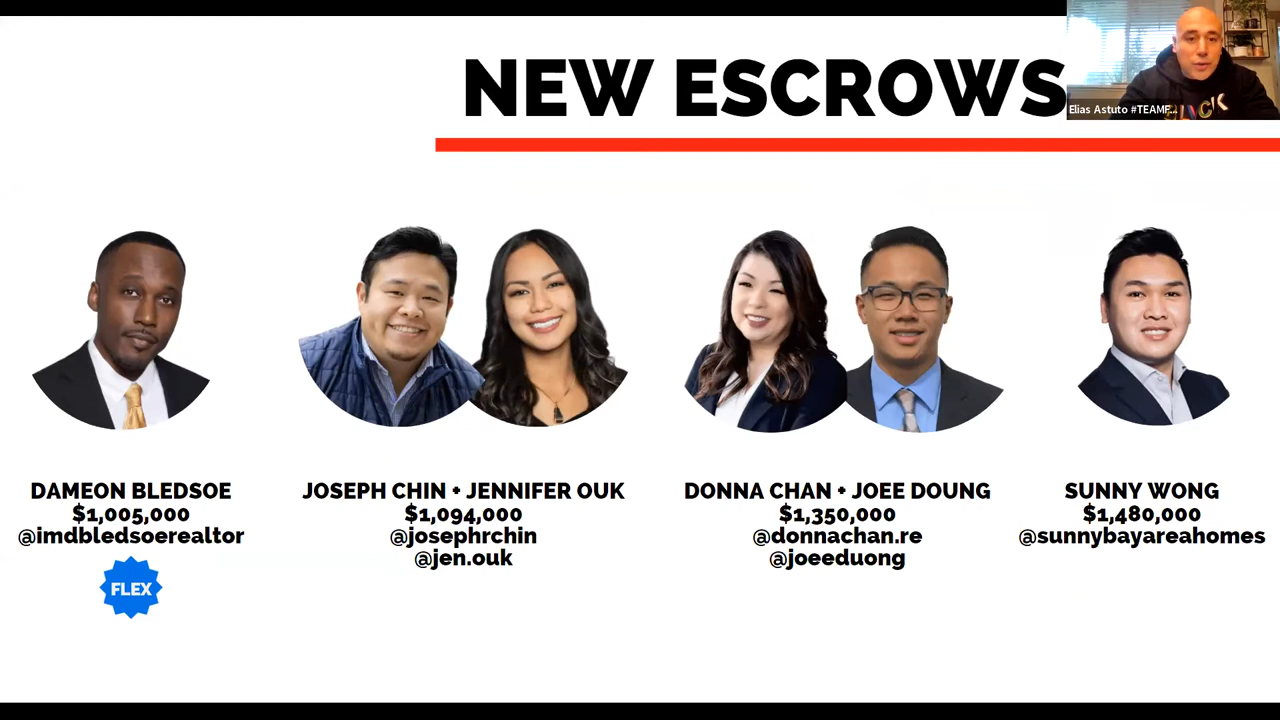 NEW ESCROWS
Elias Astuto #TEAMF...
DAMEON BLEDSOE
$1,005,000
@imdbledsoerealtor
FLEX
JOSEPH CHIN + JENNIFER OUK
$1,094,000
@josephrchin
@jen.ouk
DONNA CHAN + JOEE DOUNG
$1,350,000
@donnachan.re
@joeeduong
SUNNY WONG
$1,480,000
@sunnybayareahomes